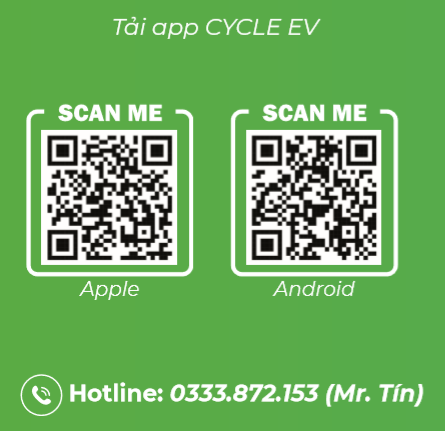 Tải app CYCLE EV
SCAN ME
SCAN ME
Apple
Android
Hotline: 0333.872.153 (Mr. Tín)